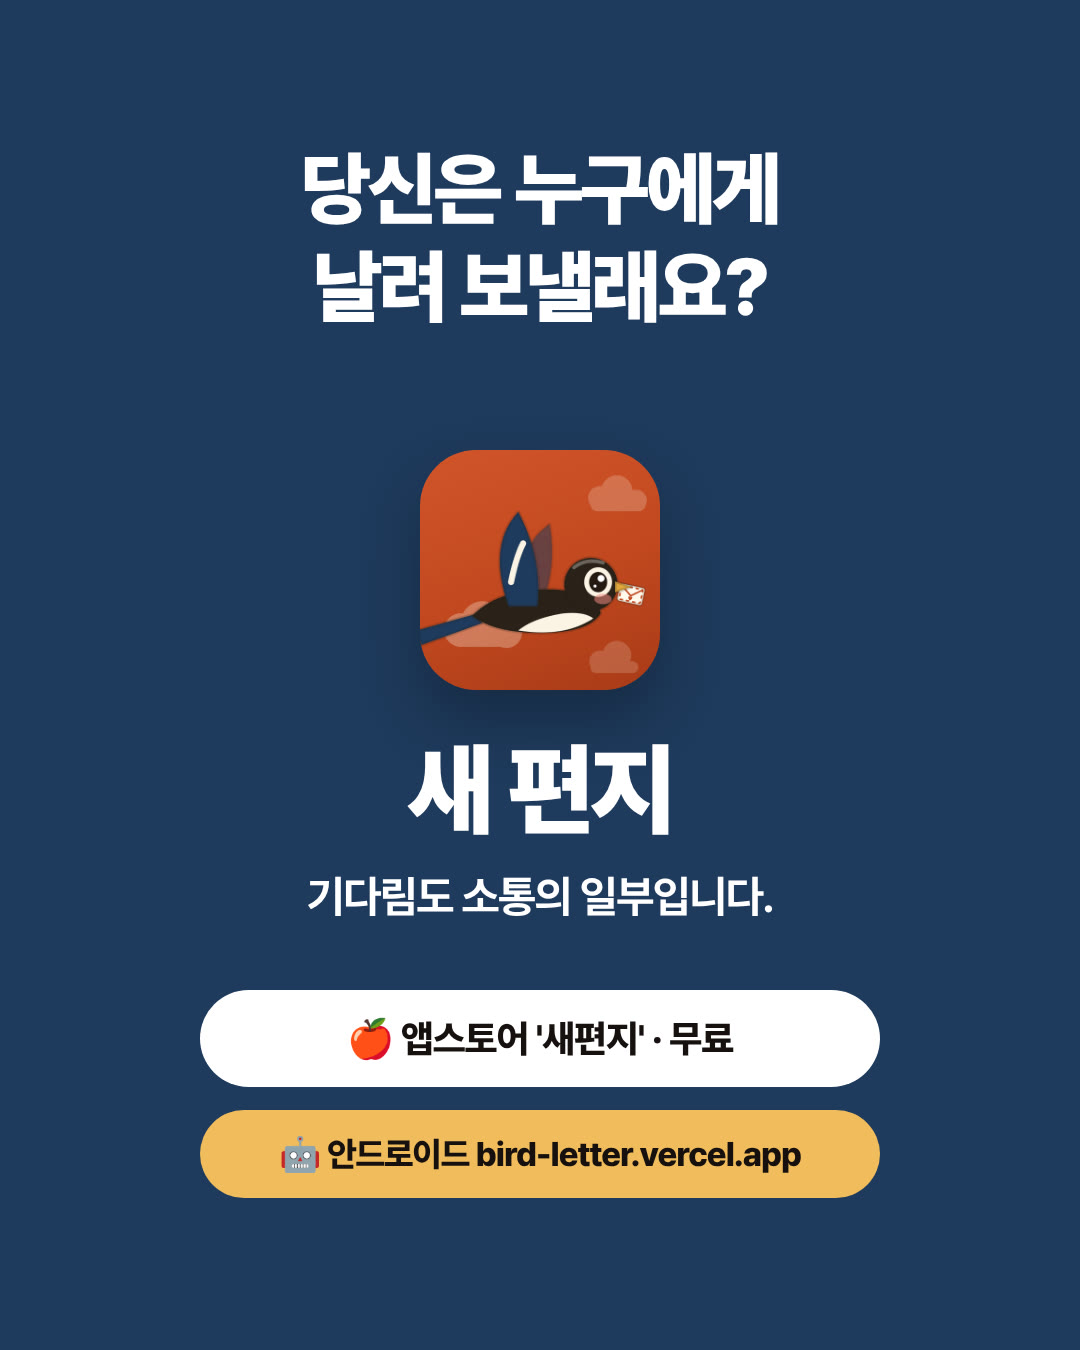 당신은 누구에게
날려 보낼래요?
새 편지
기다림도 소통의 일부입니다.
🍎 앱스토어 '새편지' · 무료
🤖 안드로이드 bird-letter.vercel.app